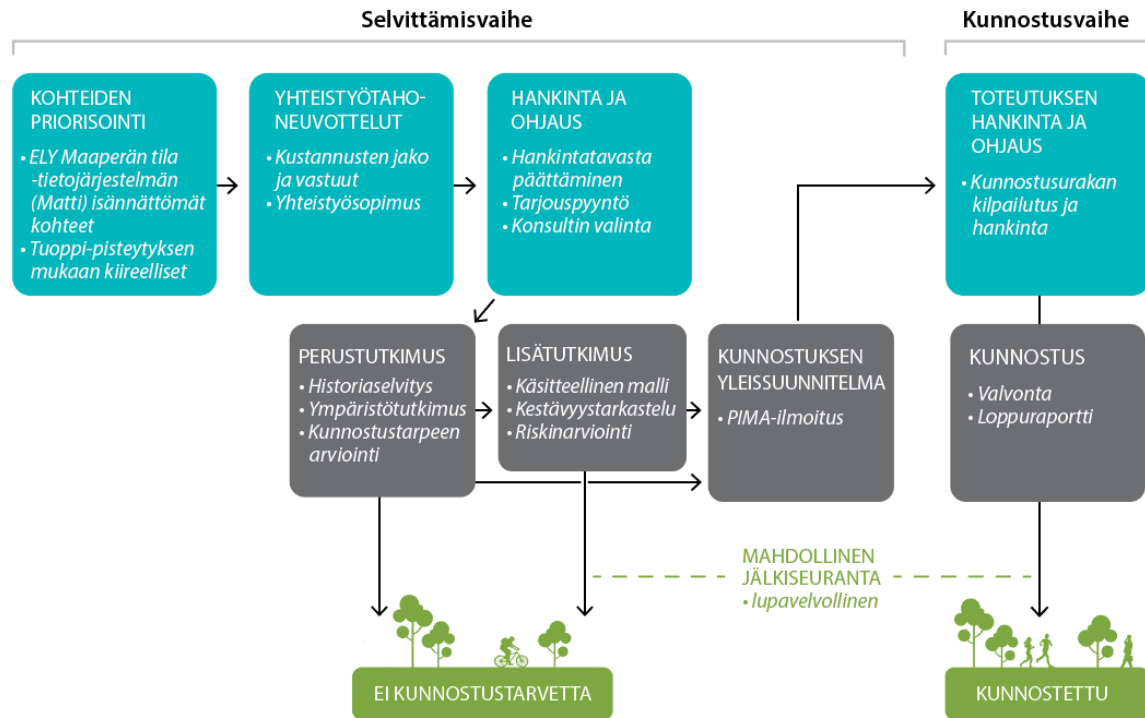 Selvittämisvaihe
Kunnostusvaihe
KOHTEIDEN
PRIORISOINTI
• ELY Maaperän tila
-tietojärjestelmän
(Matti) isännättömät
kohteet
• Tuoppi-pisteytyksen
mukaan kiireelliset
YHTEISTYÖTAHO-
NEUVOTTELUT
• Kustannusten jako
ja vastuut
• Yhteistyösopimus
HANKINTA JA
OHJAUS
• Hankintatavasta
päättäminen
• Tarjouspyyntö
• Konsultin valinta
TOTEUTUKSEN
HANKINTA JA
OHJAUS
• Kunnostusurakan
kilpailutus ja
hankinta
PERUSTUTKIMUS
• Historiaselvitys
• Ympäristötutkimus
• Kunnostustarpeen
arviointi
LISÄTUTKIMUS
• Käsitteellinen malli
• Kestävyystarkastelu
• Riskinarviointi
KUNNOSTUKSEN
YLEISSUUNNITELMA
• PIMA-ilmoitus
KUNNOSTUS
• Valvonta
• Loppuraportti
MAHDOLLINEN
JÄLKISEURANTA
• lupavelvollinen
EI KUNNOSTUSTARVETTA
KUNNOSTETTU